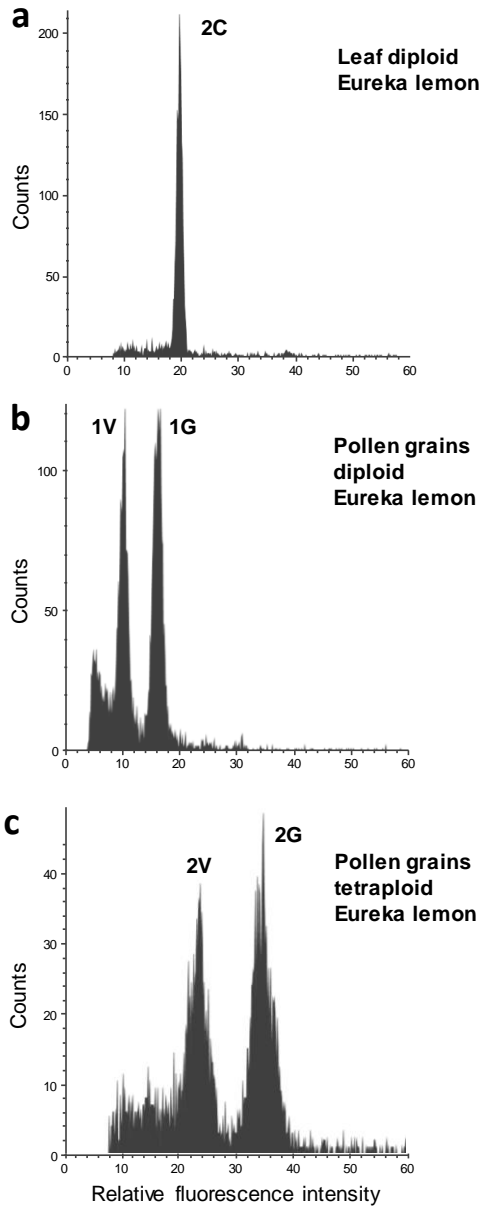 a
2C
Leaf diploid
Eureka lemon
Counts
200
150
100
50
0
0 10 20 30 40 50 60
b
1V 1G
Pollen grains
diploid
Eureka lemon
100
50
0
0 10 20 30 40 50 60
c
2V 2G
Pollen grains
tetraploid
Eureka lemon
Counts
40
30
20
10
0
0 10 20 30 40 50 60
Relative fluorescence intensity